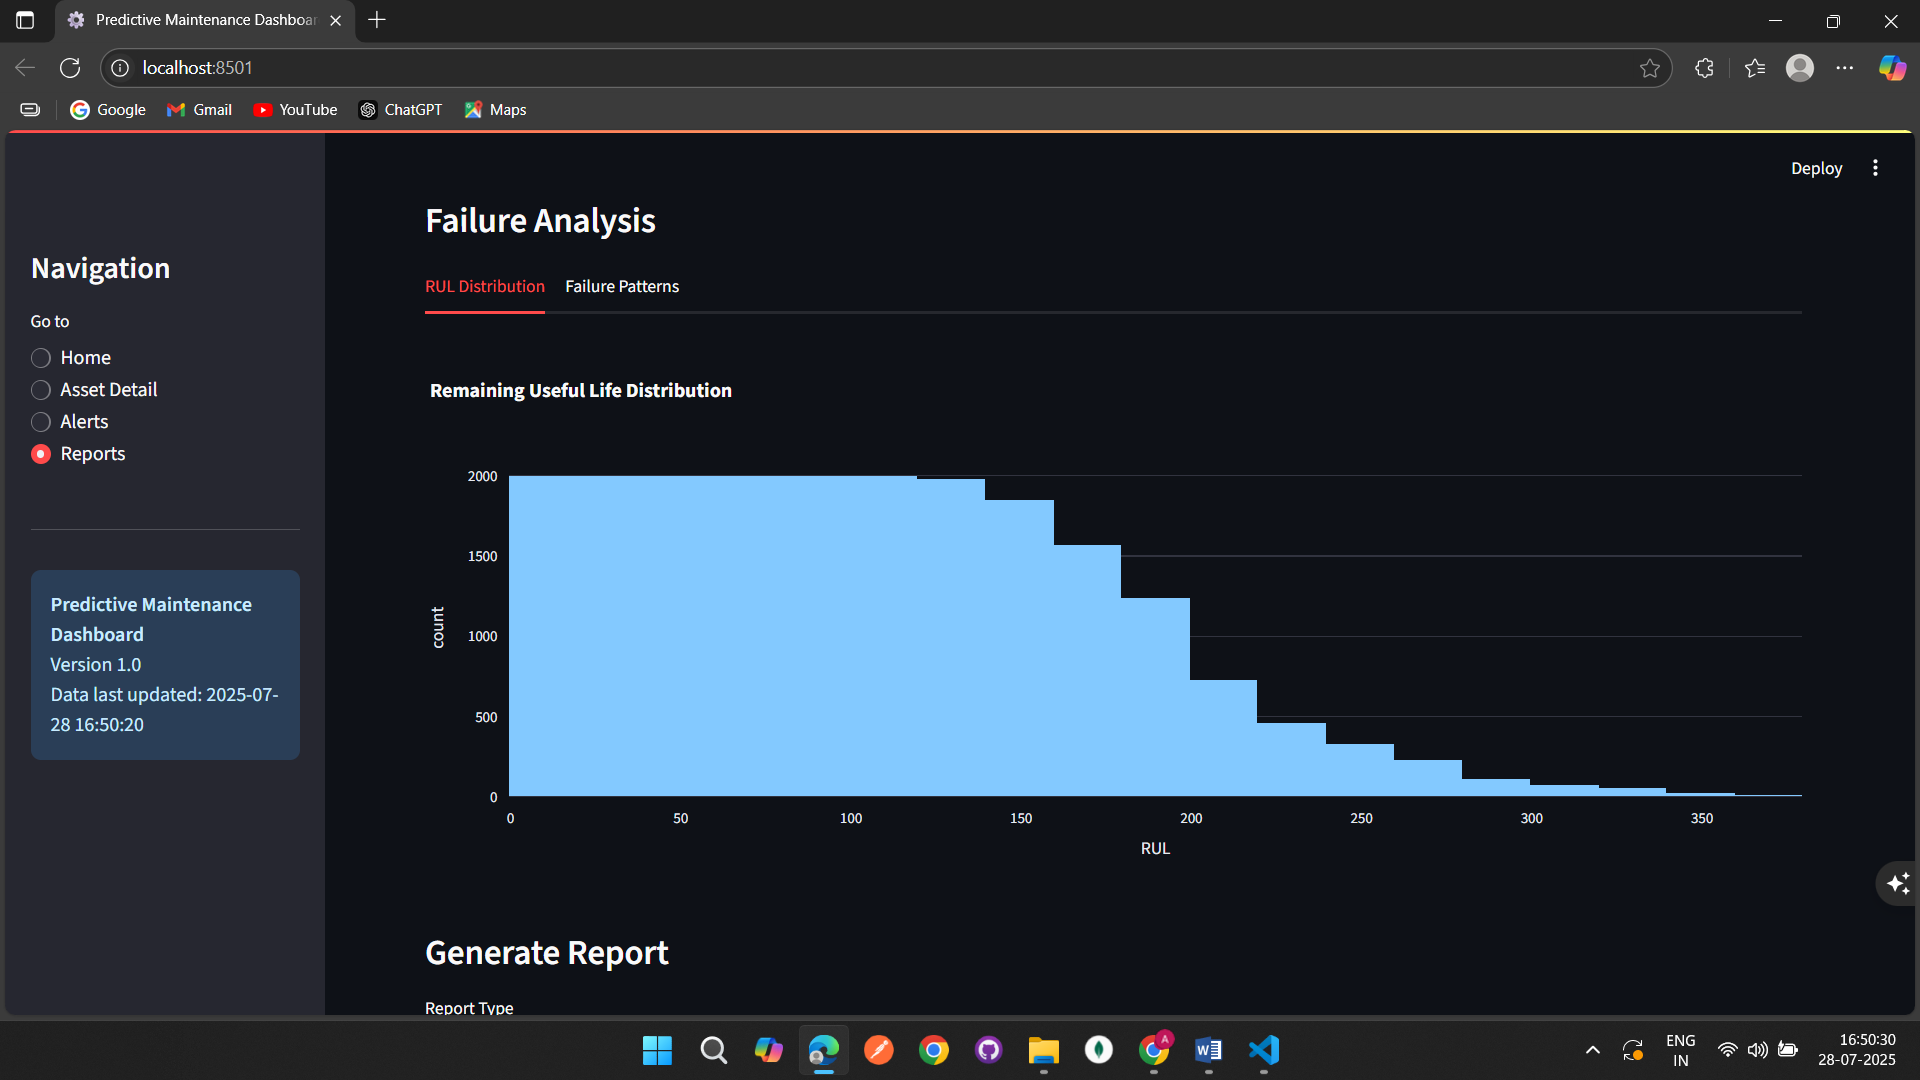 Predictive Maintenance Dashboar
localhost:8501
Google
Gmail
YouTube
ChatGPT
Maps
Deploy
Navigation
Go to
Home
Asset Detail
Alerts
Reports
Predictive Maintenance
Dashboard
Version 1.0
Data last updated: 2025-07-
28 16:50:20
Failure Analysis
RUL Distribution Failure Patterns
Remaining Useful Life Distribution
2000
1500
1000
500
0
count
0 50 100 150 200 250 300 350
RUL
Generate Report
Report Type
A
W
ENG
IN
16:50:30
28-07-2025